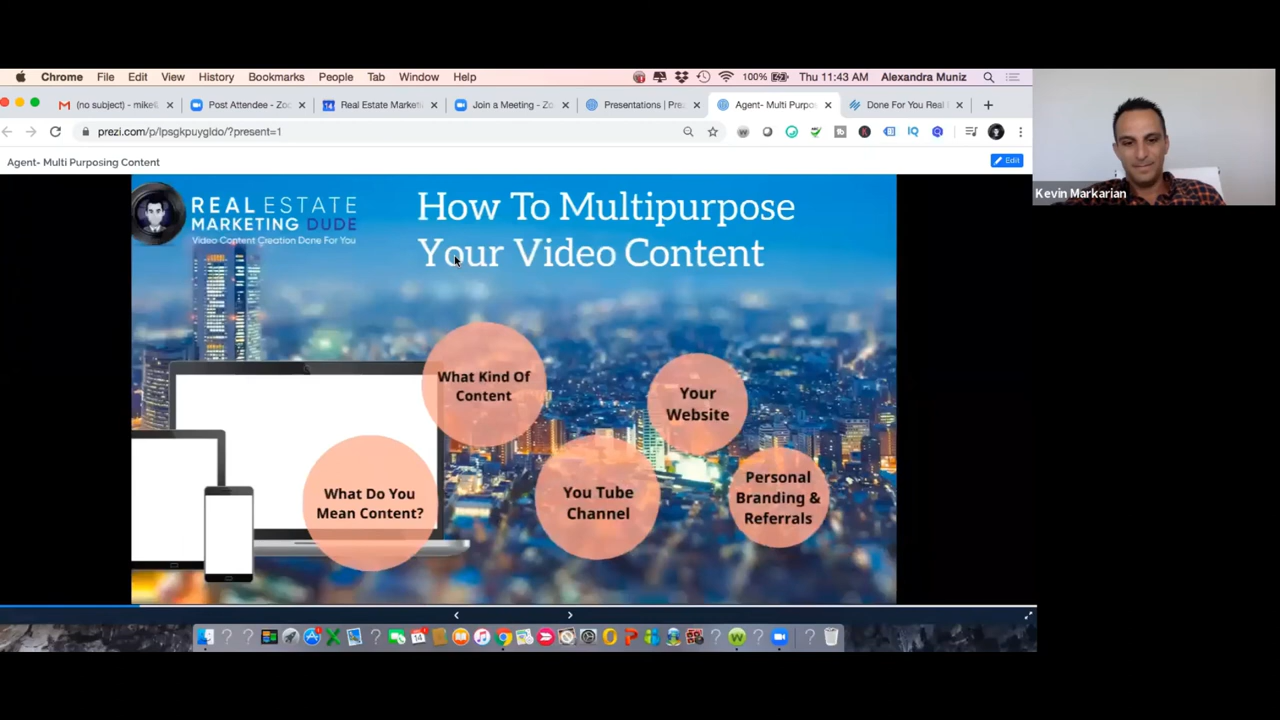 Chrome File Edit View History Bookmarks People Tab Window Help 100% Thu 11:43 AM Alexandra Muniz
(no subject) - mike Post Attendee - Zoo Real Estate Marketi Join a Meeting - Zo Presentations | Pre Agent- Multi Purpo Done For You Real
prezi.com/p/lpsgkpuygldo/?present=1
Agent- Multi Purposing Content
Edit
Kevin Markarian
REAL ESTATE
MARKETING DUDE
Video Content Creation Done For You
How To Multipurpose
Your Video Content
What Kind Of
Content
Your
Website
What Do You
Mean Content?
You Tube
Channel
Personal
Branding &
Referrals